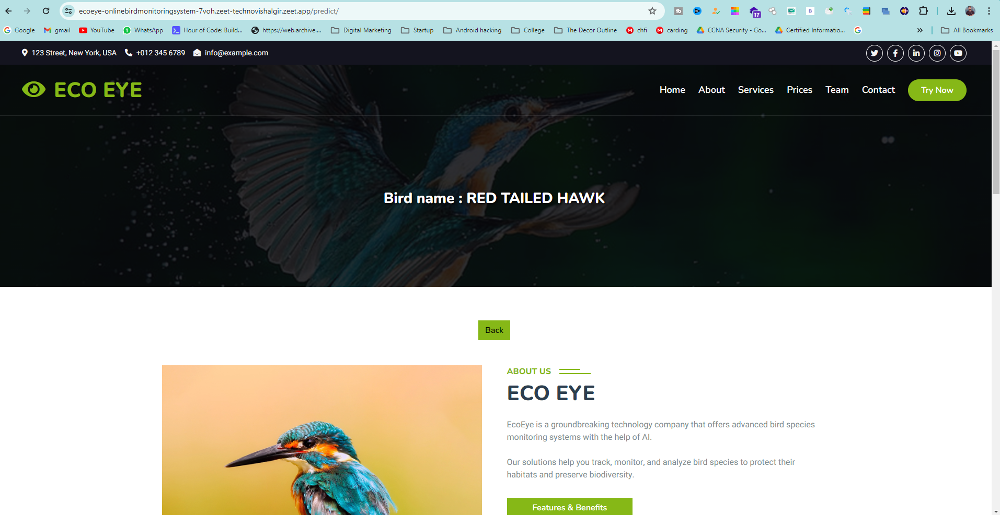 ecoeye-onlinebirdmonitoringsystem-7voh.zeet-technovishalgir.zeet.app/predict/
17
Google gmail YouTube WhatsApp Hour of Code: Build... https://web.archive.... Digital Marketing Startup Android hacking College The Decor Outline chfi carding CCNA Security - Go... Certified Informatio... All Bookmarks
123 Street, New York, USA +012 345 6789 info@example.com
ECO EYE
Home About Services Prices Team Contact Try Now
Bird name : RED TAILED HAWK
Back
ABOUT US
ECO EYE
EcoEye is a groundbreaking technology company that offers advanced bird species
monitoring systems with the help of AI.
Our solutions help you track, monitor, and analyze bird species to protect their
habitats and preserve biodiversity.
Features & Benefits